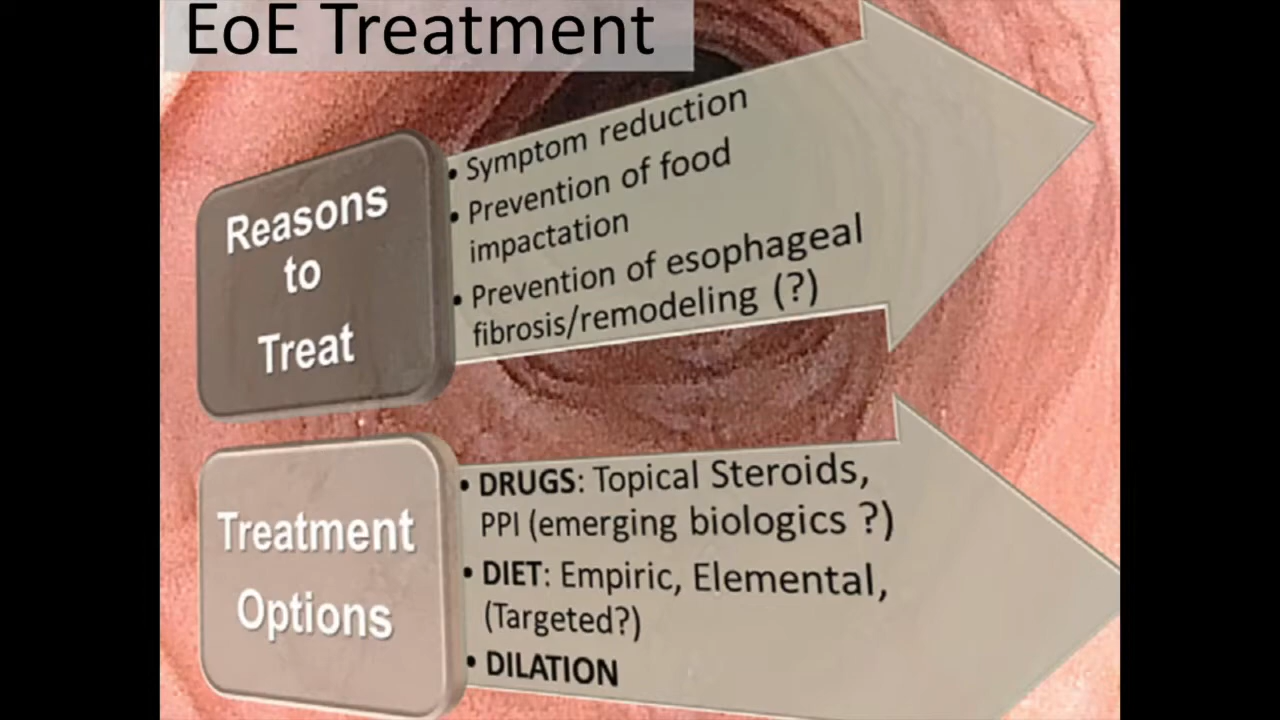 EoE Treatment
Reasons
to
Treat
• Symptom reduction
• Prevention of food
impactation
• Prevention of esophageal
fibrosis/remodeling (?)
Treatment
Options
• DRUGS: Topical Steroids,
PPI (emerging biologics ?)
• DIET: Empiric, Elemental,
(Targeted?)
• DILATION